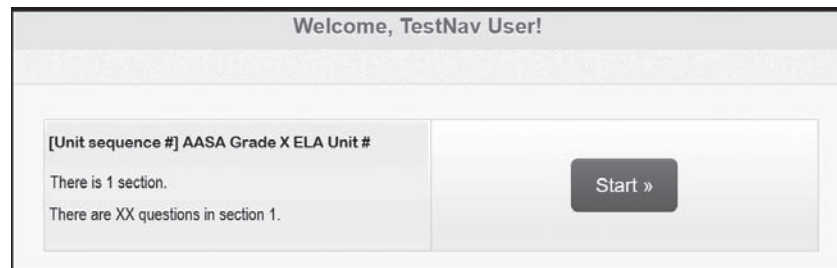 Welcome, TestNav User!
[Unit sequence #] AASA Grade X ELA Unit #
There is 1 section.
There are XX questions in section 1.
Start »